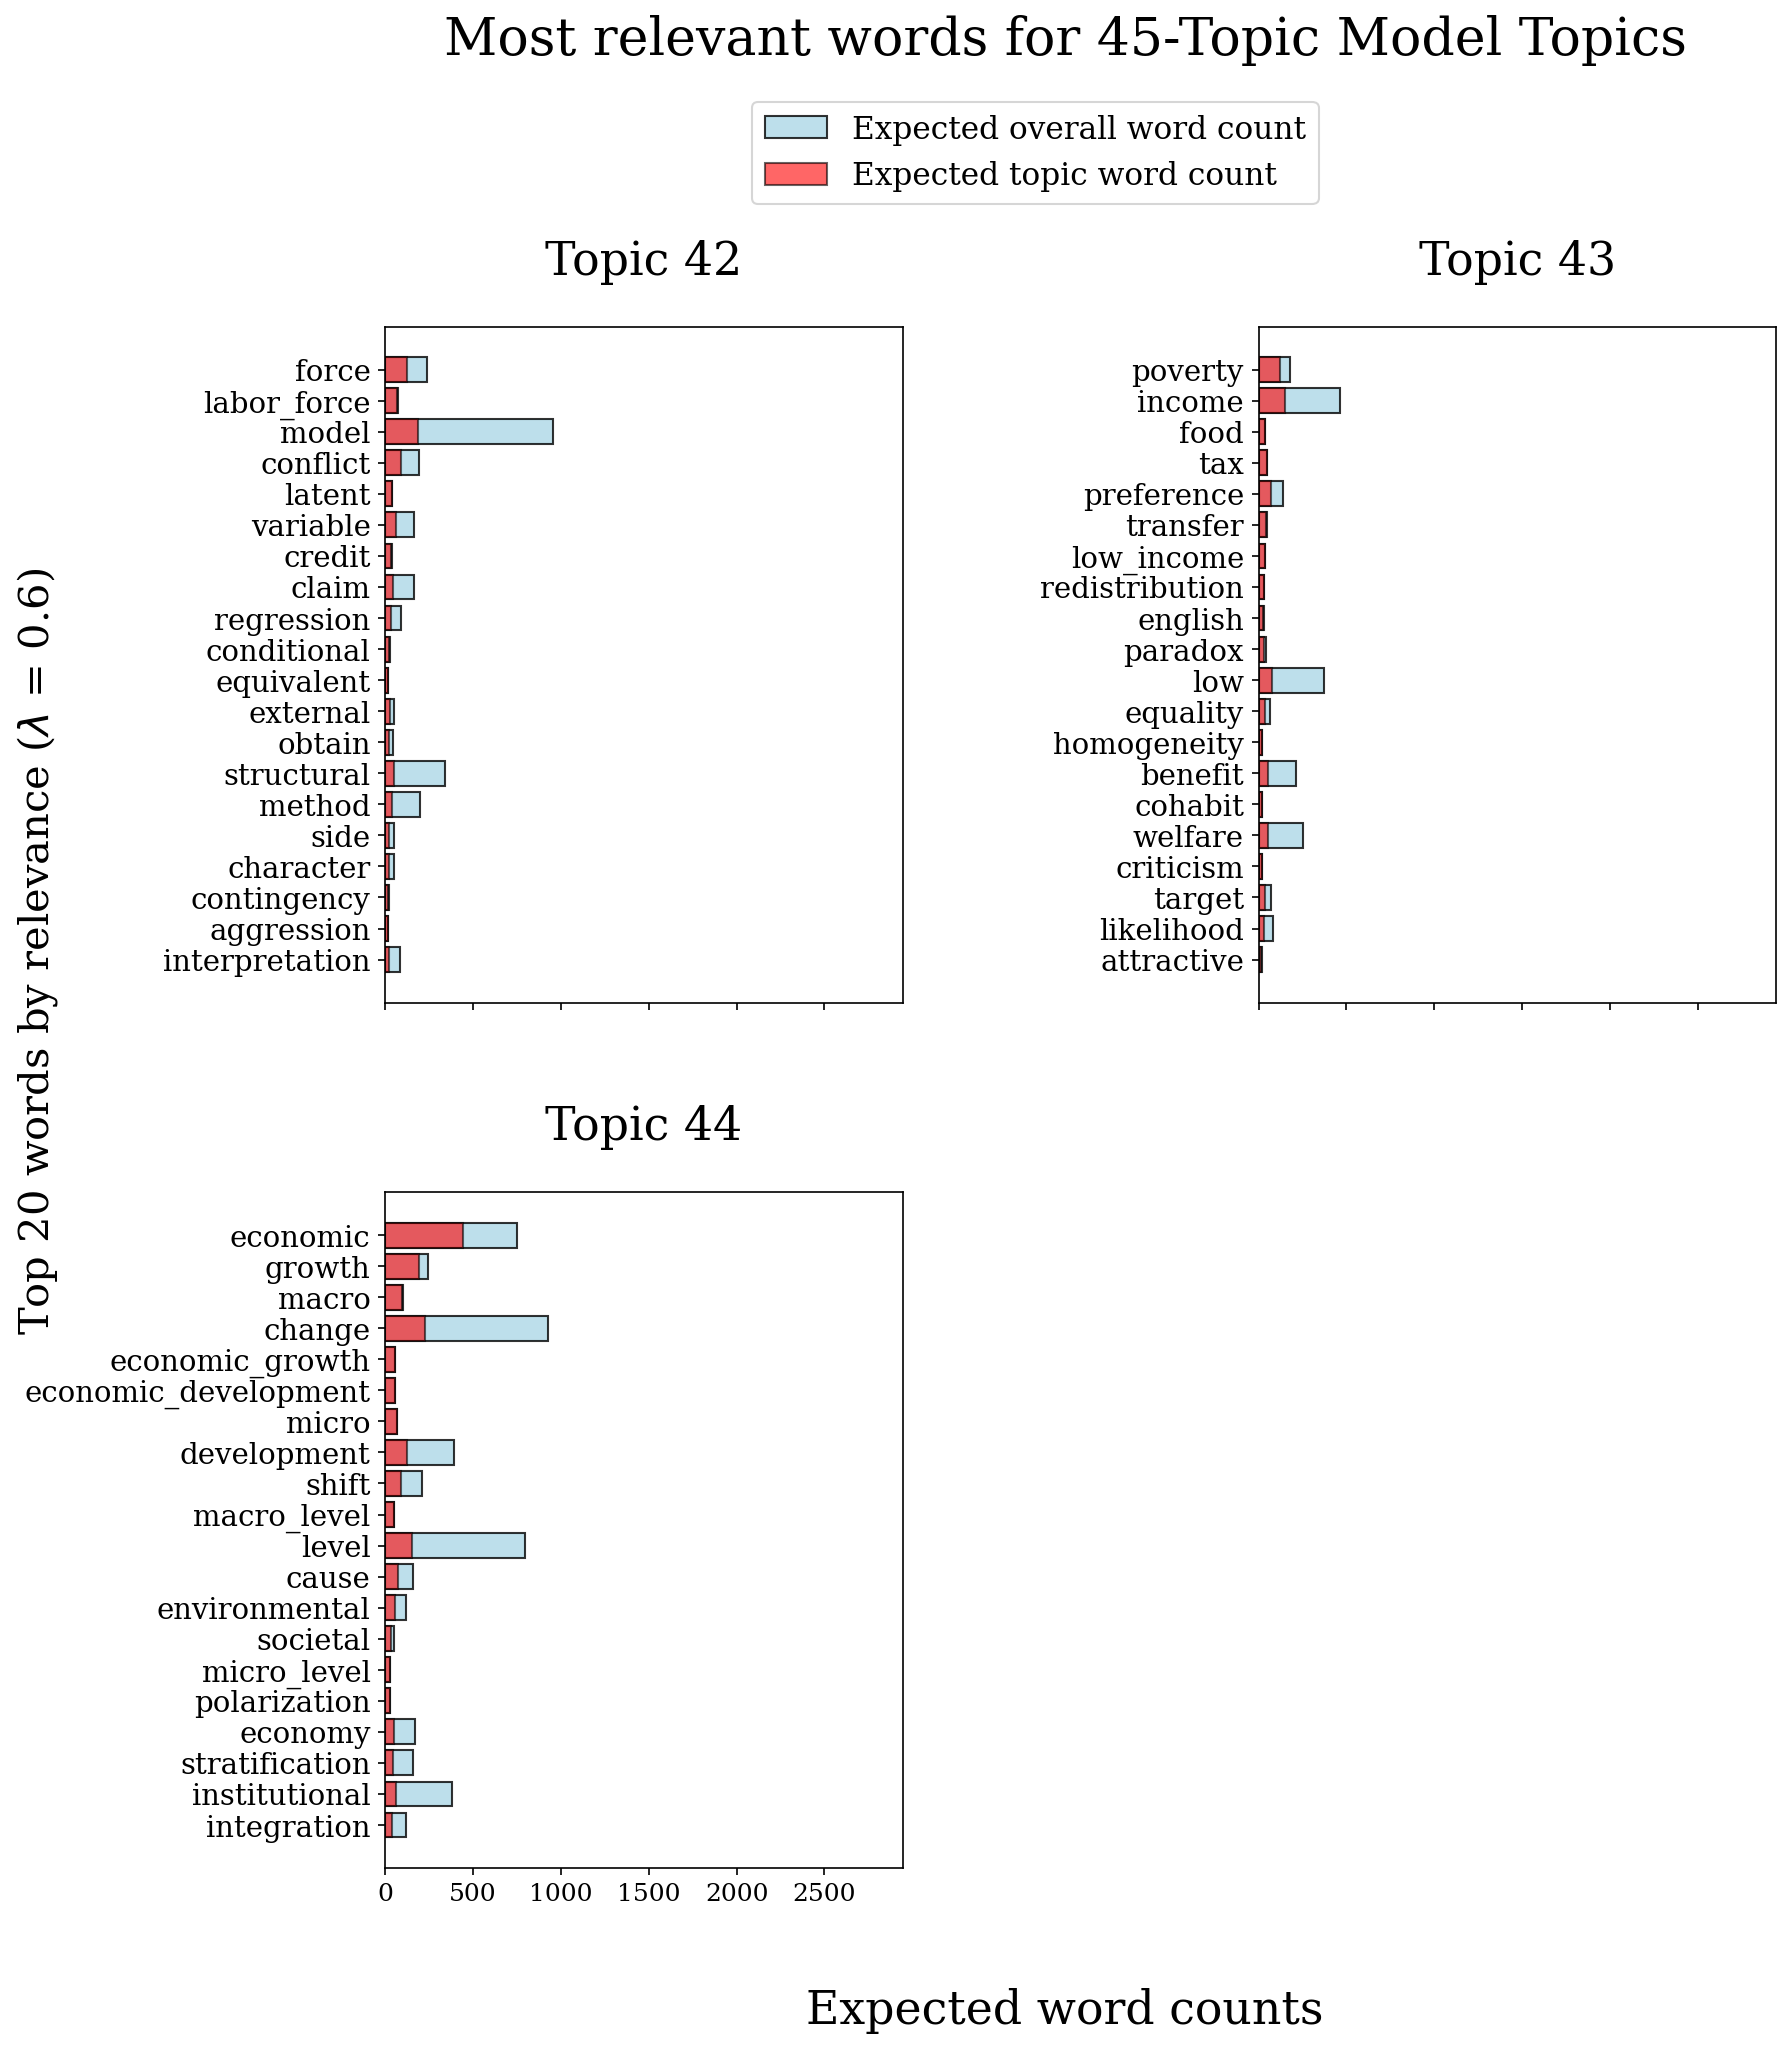 Most relevant words for 45-Topic Model Topics
Expected overall word count
Expected topic word count
Top 20 words by relevance (λ = 0.6)
Topic 42
force
labor_force
model
conflict
latent
variable
credit
claim
regression
conditional
equivalent
external
obtain
structural
method
side
character
contingency
aggression
interpretation
Topic 43
poverty
income
food
tax
preference
transfer
low_income
redistribution
english
paradox
low
equality
homogeneity
benefit
cohabit
welfare
criticism
target
likelihood
attractive
Topic 44
economic
growth
macro
change
economic_growth
economic_development
micro
development
shift
macro_level
level
cause
environmental
societal
micro_level
polarization
economy
stratification
institutional
integration
0 500 1000 1500 2000 2500
Expected word counts